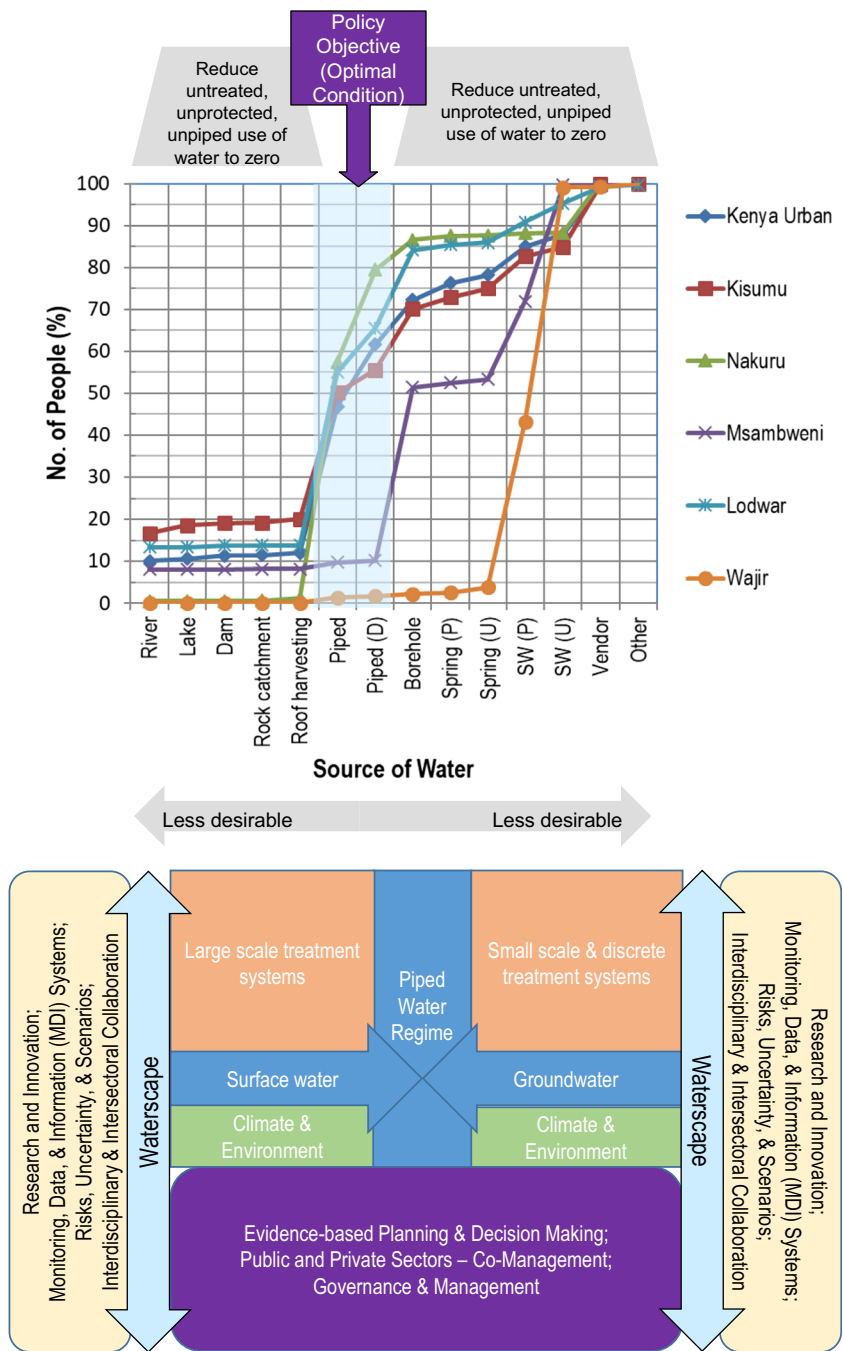 Policy
Objective
(Optimal
Condition)
Reduce
untreated,
unprotected,
unpiped use of
water to zero
Reduce untreated,
unprotected, unpiped
use of water to zero
No. of People (%)
100
90
80
70
60
50
40
30
20
10
0
Kenya Urban
Kisumu
Nakuru
Msambweni
Lodwar
Wajir
River
Lake
Dam
Rock catchment
Roof harvesting
Piped
Piped (D)
Borehole
Spring (P)
Spring (U)
SW (P)
SW (U)
Vendor
Other
Source of Water
Less desirable
Less desirable
Research and Innovation;
Monitoring, Data, & Information (MDI) Systems;
Risks, Uncertainty, & Scenarios;
Interdisciplinary & Intersectoral Collaboration
Waterscape
Large scale treatment
systems
Piped
Water
Regime
Small scale & discrete
treatment systems
Surface water
Groundwater
Climate &
Environment
Climate &
Environment
Evidence-based Planning & Decision Making;
Public and Private Sectors – Co-Management;
Governance & Management
Waterscape
Research and Innovation;
Monitoring, Data, & Information (MDI) Systems;
Risks, Uncertainty, & Scenarios;
Interdisciplinary & Intersectoral Collaboration